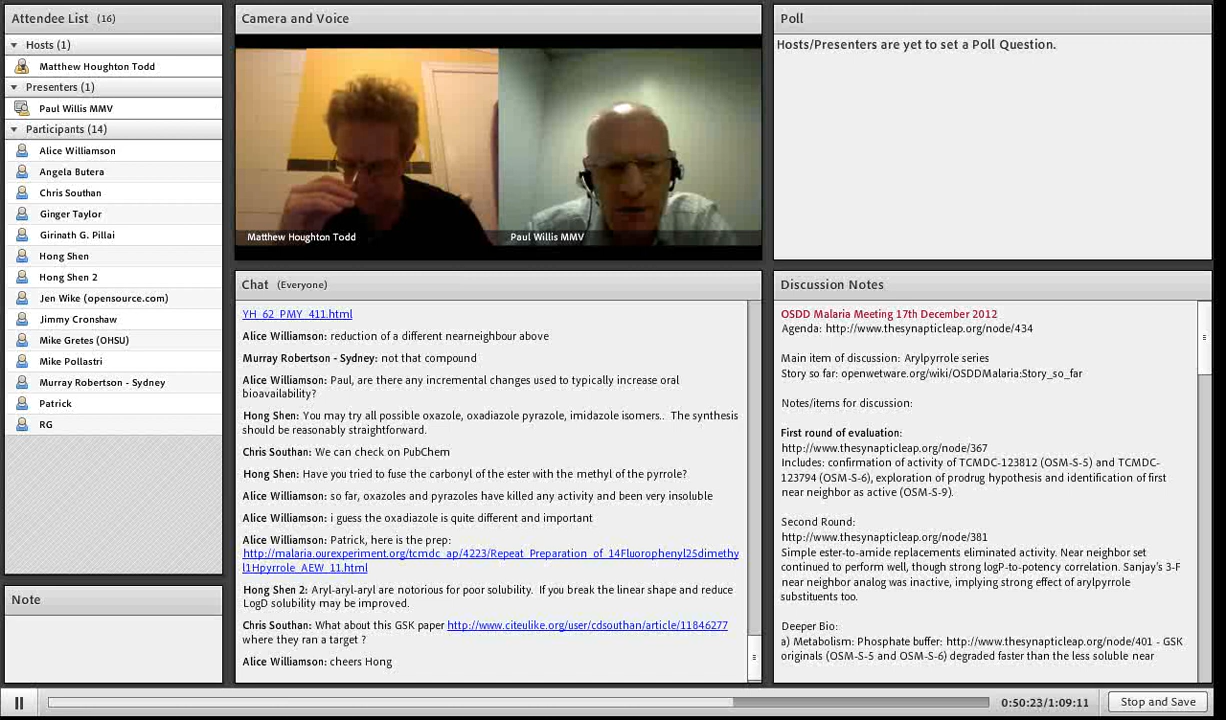 Attendee List (16)
Hosts (1)
Matthew Houghton Todd
Presenters (1)
Paul Willis MMV
Participants (14)
Alice Williamson
Angela Butera
Chris Southan
Ginger Taylor
Girinath G. Pillai
Hong Shen
Hong Shen 2
Jen Wike (opensource.com)
Jimmy Cronshaw
Mike Gretes (OHSU)
Mike Pollastri
Murray Robertson - Sydney
Patrick
RG
Note
Camera and Voice
Matthew Houghton Todd
Paul Willis MMV
Chat (Everyone)
YH_62_PMY_411.html
Alice Williamson: reduction of a different nearneighbour above
Murray Robertson - Sydney: not that compound
Alice Williamson: Paul, are there any incremental changes used to typically increase oral
bioavailability?
Hong Shen: You may try all possible oxazole, oxadiazole pyrazole, imidazole isomers.. The synthesis
should be reasonably straightforward.
Chris Southan: We can check on PubChem
Hong Shen: Have you tried to fuse the carbonyl of the ester with the methyl of the pyrrole?
Alice Williamson: so far, oxazoles and pyrazoles have killed any activity and been very insoluble
Alice Williamson: i guess the oxadiazole is quite different and important
Alice Williamson: Patrick, here is the prep:
http://malaria.ourexperiment.org/tcmdc_ap/4223/Repeat_Preparation_of_14Fluorophenyl25dimethy
l1Hpyrrole_AEW_11.html
Hong Shen 2: Aryl-aryl-aryl are notorious for poor solubility. If you break the linear shape and reduce
LogD solubility may be improved.
Chris Southan: What about this GSK paper http://www.citeulike.org/user/cdsouthan/article/11846277
where they ran a target ?
Alice Williamson: cheers Hong
Poll
Hosts/Presenters are yet to set a Poll Question.
Discussion Notes
OSDD Malaria Meeting 17th December 2012
Agenda: http://www.thesynapticleap.org/node/434
Main item of discussion: Arylpyrrole series
Story so far: openwetware.org/wiki/OSDDMalaria:Story_so_far
Notes/items for discussion:
First round of evaluation:
http://www.thesynapticleap.org/node/367
Includes: confirmation of activity of TCMDC-123812 (OSM-S-5) and TCMDC-
123794 (OSM-S-6), exploration of prodrug hypothesis and identification of first
near neighbor as active (OSM-S-9).
Second Round:
http://www.thesynapticleap.org/node/381
Simple ester-to-amide replacements eliminated activity. Near neighbor set
continued to perform well, though strong logP-to-potency correlation. Sanjay's 3-F
near neighbor analog was inactive, implying strong effect of arylpyrrole
substituents too.
Deeper Bio:
a) Metabolism: Phosphate buffer: http://www.thesynapticleap.org/node/401 - GSK
originals (OSM-S-5 and OSM-S-6) degraded faster than the less soluble near
0:50:23/1:09:11
Stop and Save